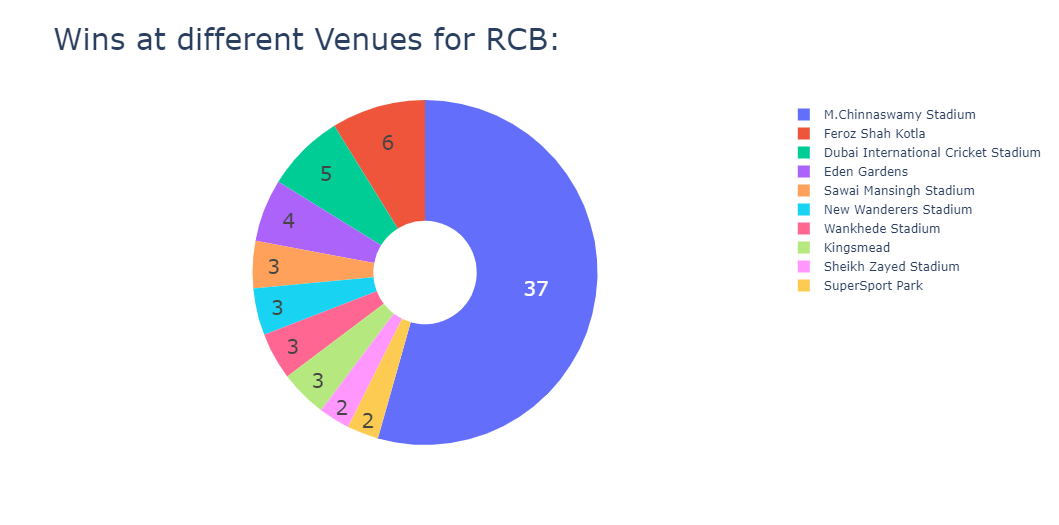 Wins at different Venues for RCB:
6
5
4
3
3
3
3
2
2
37
M.Chinnaswamy Stadium
Feroz Shah Kotla
Dubai International Cricket Stadium
Eden Gardens
Sawai Mansingh Stadium
New Wanderers Stadium
Wankhede Stadium
Kingsmead
Sheikh Zayed Stadium
SuperSport Park